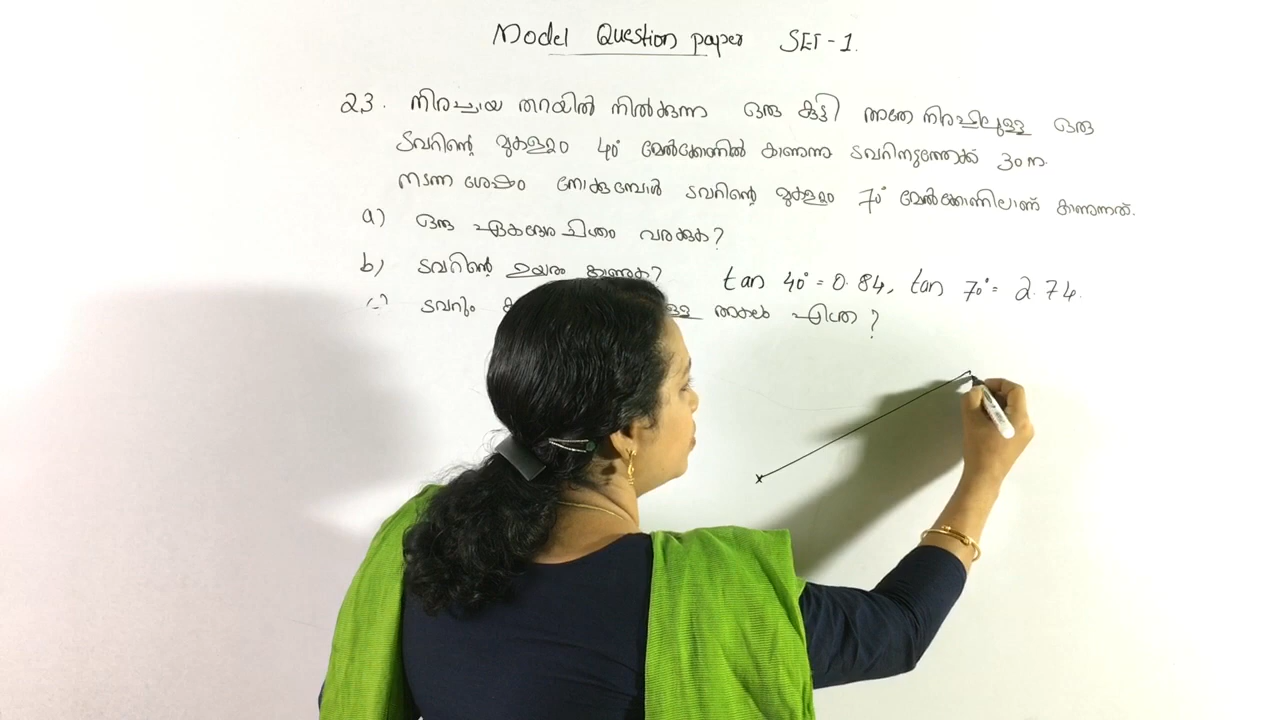 Model Question paper SET-1.
23. നിരപ്പായ തറയിൽ നിൽക്കുന്ന ഒരു കുട്ടി അതേ നിരപ്പിലുള്ള ഒരു
ടവറിന്റെ മുകളറ്റം 40° മേൽക്കോണിൽ കാണുന്നു ടവറിനടുത്തേക്ക് 30 മീ.
നടന്ന ശേഷം നോക്കുമ്പോൾ ടവറിന്റെ മുകളറ്റം 70° മേൽക്കോണിലാണ് കാണുന്നത്.
a) ഒരു ഏകദേശ ചിത്രം വരക്കുക?
b) ടവറിന്റെ ഉയരം കാണുക? tan 40° = 0.84, tan 70° = 2.74.
ടവറും അകലം എത്ര?